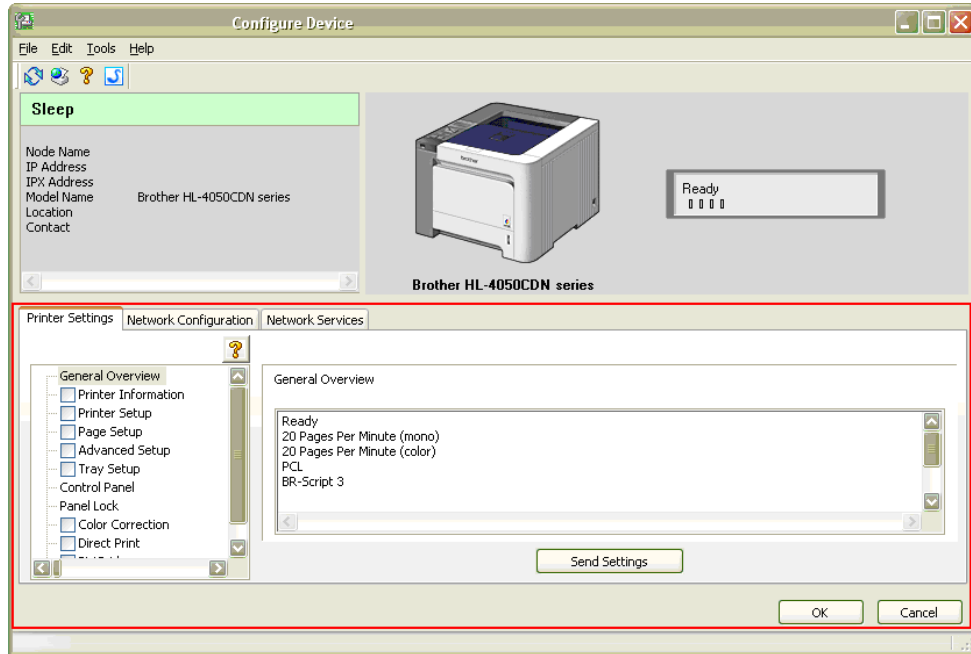 Configure Device
File Edit Tools Help
Sleep
Node Name
IP Address
IPX Address
Model Name Brother HL-4050CDN series
Location
Contact
brother
Ready
Brother HL-4050CDN series
Printer Settings Network Configuration Network Services
General Overview
Printer Information
Printer Setup
Page Setup
Advanced Setup
Tray Setup
Control Panel
Panel Lock
Color Correction
Direct Print
General Overview
Ready
20 Pages Per Minute (mono)
20 Pages Per Minute (color)
PCL
BR-Script 3
Send Settings
OK Cancel